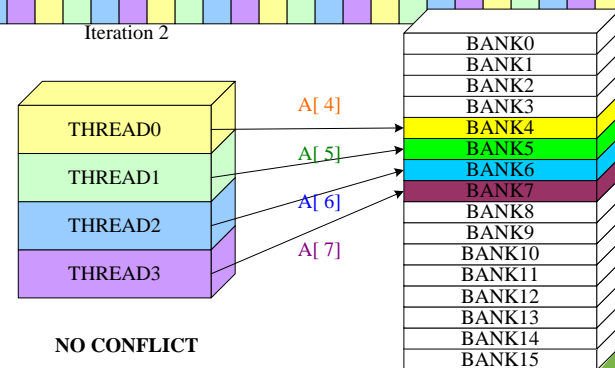 Iteration 2
THREAD0
THREAD1
THREAD2
THREAD3
A[ 4]
A[ 5]
A[ 6]
A[ 7]
BANK0
BANK1
BANK2
BANK3
BANK4
BANK5
BANK6
BANK7
BANK8
BANK9
BANK10
BANK11
BANK12
BANK13
BANK14
BANK15
NO CONFLICT